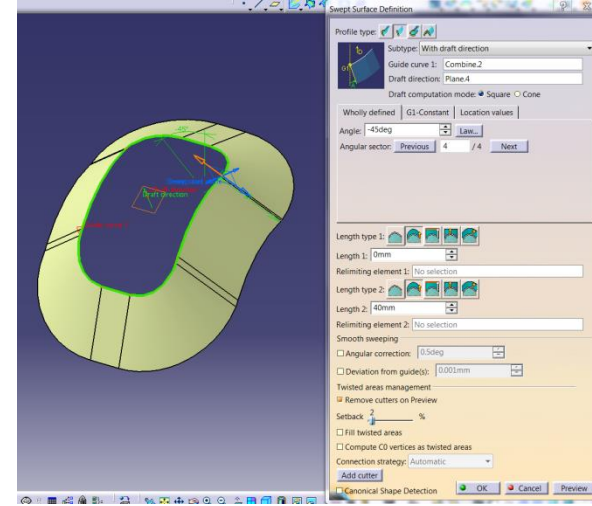 Swept Surface Definition
Profile type:
Subtype: With draft direction
Guide curve 1: Combine.2
Draft direction: Plane.4
Draft computation mode: Square Cone
Wholly defined G1-Constant Location values
Angle: -45deg Law...
Angular sector: Previous 4 / 4 Next
Length type 1:
Length 1: 0mm
Relimiting element 1: No selection
Length type 2:
Length 2: 40mm
Relimiting element 2: No selection
Smooth sweeping
Angular correction: 0.5deg
Deviation from guide(s): 0.001mm
Twisted areas management
Remove cutters on Preview
Setback 2 %
Fill twisted areas
Compute C0 vertices as twisted areas
Connection strategy: Automatic
Add cutter
Canonical Shape Detection OK Cancel Preview
Draft direction